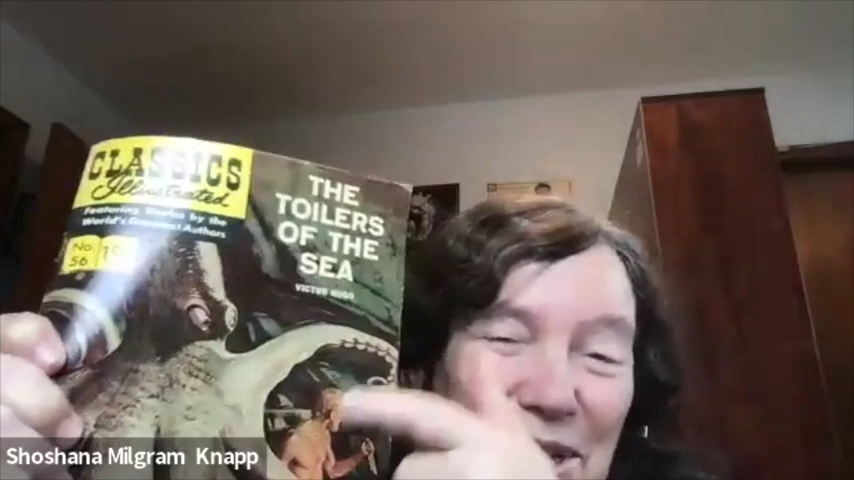 CLASSICS
Illustrated
Featuring Stories by the
World's Greatest Authors
No
56
15¢
THE
TOILERS
OF THE
SEA
VICTOR HUGO
Shoshana Milgram Knapp